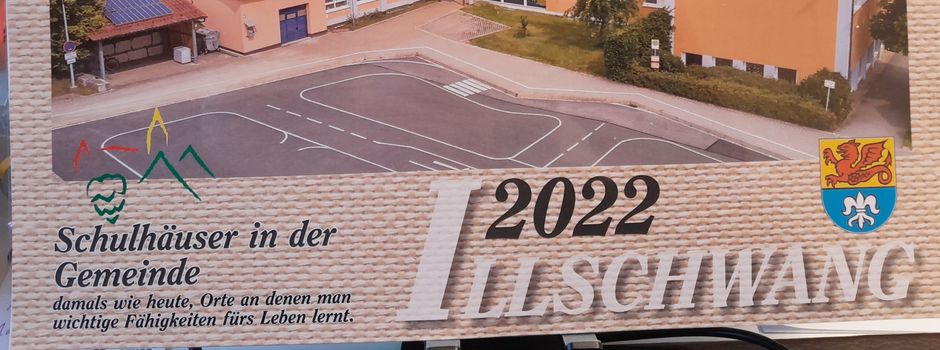 2022
ILLSCHWANG
Schulhäuser in der
Gemeinde
damals wie heute, Orte an denen man
wichtige Fähigkeiten fürs Leben lernt.